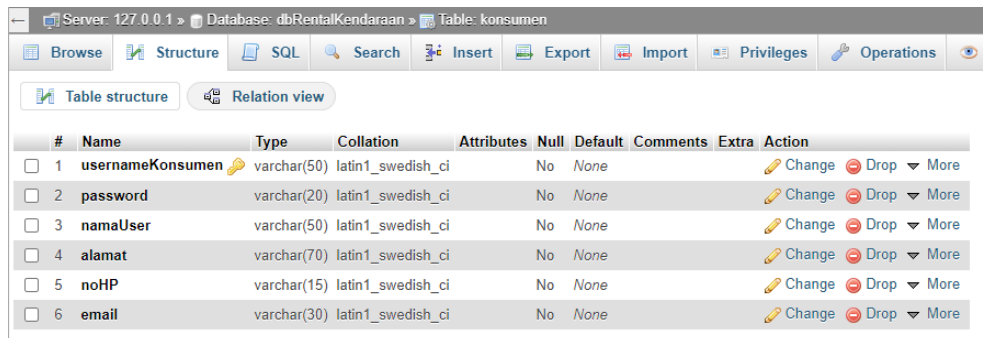 Server: 127.0.0.1 » Database: dbRentalKendaraan » Table: konsumen
Browse Structure SQL Search Insert Export Import Privileges Operations
Table structure Relation view
# Name Type Collation Attributes Null Default Comments Extra Action
1 usernameKonsumen varchar(50) latin1_swedish_ci No None Change Drop More
2 password varchar(20) latin1_swedish_ci No None Change Drop More
3 namaUser varchar(50) latin1_swedish_ci No None Change Drop More
4 alamat varchar(70) latin1_swedish_ci No None Change Drop More
5 noHP varchar(15) latin1_swedish_ci No None Change Drop More
6 email varchar(30) latin1_swedish_ci No None Change Drop More